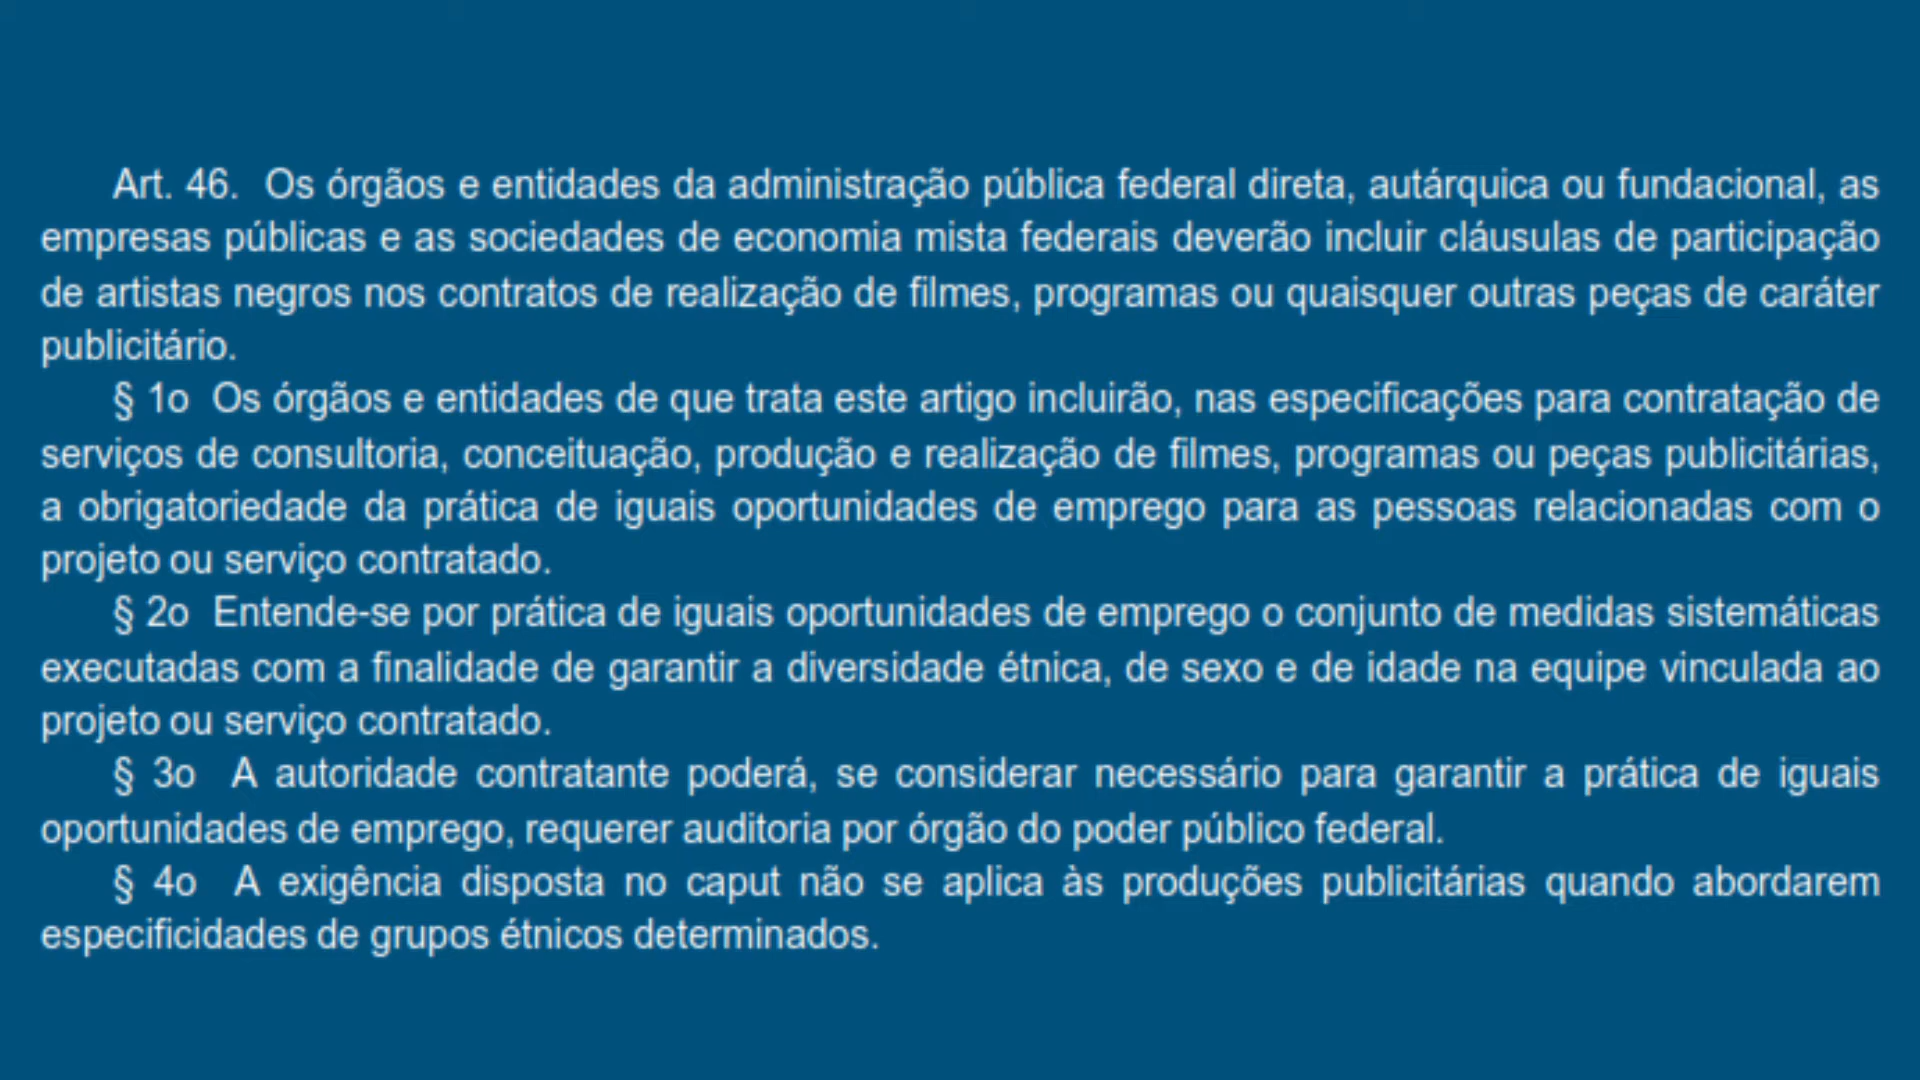 Art. 46. Os órgãos e entidades da administração pública federal direta, autárquica ou fundacional, as
empresas públicas e as sociedades de economia mista federais deverão incluir cláusulas de participação
de artistas negros nos contratos de realização de filmes, programas ou quaisquer outras peças de caráter
publicitário.
§ 1o Os órgãos e entidades de que trata este artigo incluirão, nas especificações para contratação de
serviços de consultoria, conceituação, produção e realização de filmes, programas ou peças publicitárias,
a obrigatoriedade da prática de iguais oportunidades de emprego para as pessoas relacionadas com o
projeto ou serviço contratado.
§ 2o Entende-se por prática de iguais oportunidades de emprego o conjunto de medidas sistemáticas
executadas com a finalidade de garantir a diversidade étnica, de sexo e de idade na equipe vinculada ao
projeto ou serviço contratado.
§ 3o A autoridade contratante poderá, se considerar necessário para garantir a prática de iguais
oportunidades de emprego, requerer auditoria por órgão do poder público federal.
§ 4o A exigência disposta no caput não se aplica às produções publicitárias quando abordarem
especificidades de grupos étnicos determinados.